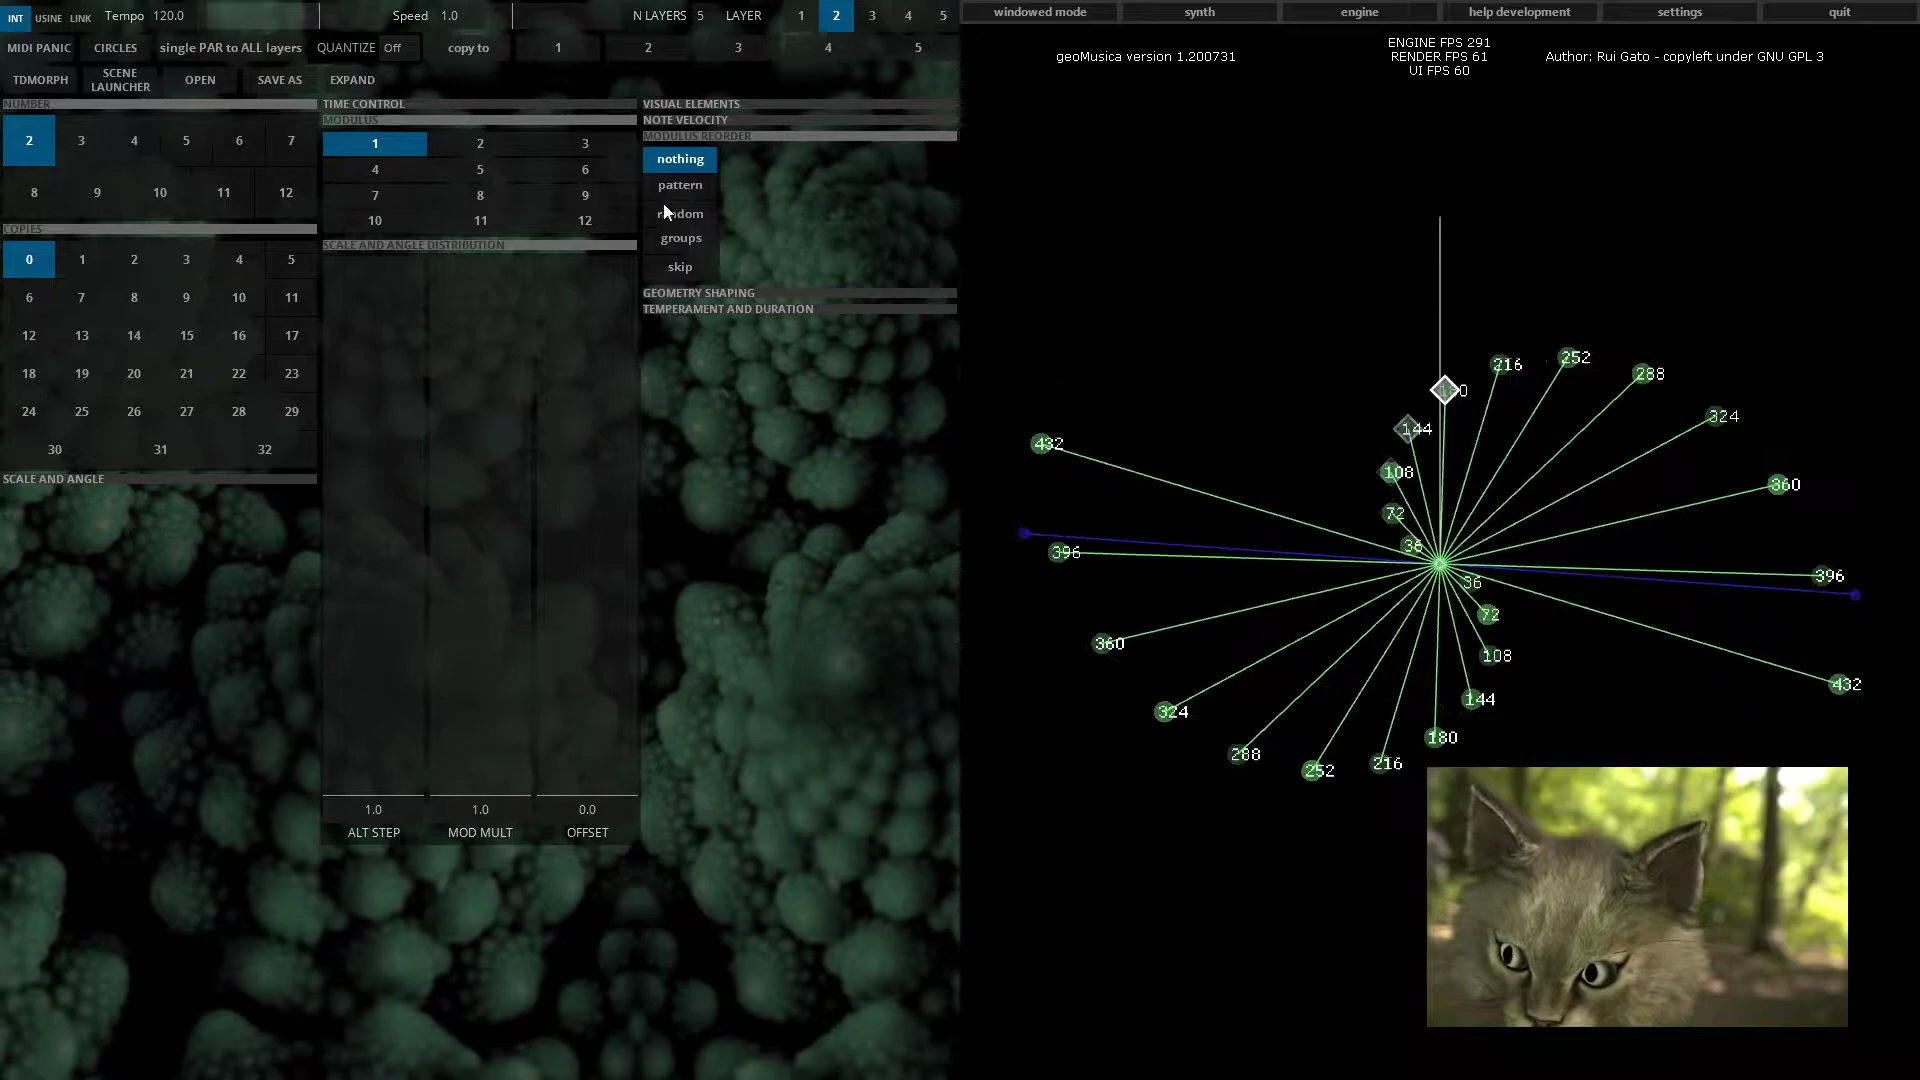 INT USINE LINK Tempo 120.0 Speed 1.0 N LAYERS 5 LAYER 1 2 3 4 5
MIDI PANIC CIRCLES single PAR to ALL layers QUANTIZE Off copy to 1 2 3 4 5
TDMORPH SCENE LAUNCHER OPEN SAVE AS EXPAND
NUMBER
2 3 4 5 6 7
8 9 10 11 12
COPIES
0 1 2 3 4 5
6 7 8 9 10 11
12 13 14 15 16 17
18 19 20 21 22 23
24 25 26 27 28 29
30 31 32
SCALE AND ANGLE
TIME CONTROL
MODULUS
1 2 3
4 5 6
7 8 9
10 11 12
SCALE AND ANGLE DISTRIBUTION
1.0 1.0 0.0
ALT STEP MOD MULT OFFSET
VISUAL ELEMENTS
NOTE VELOCITY
MODULUS REORDER
nothing
pattern
random
groups
skip
GEOMETRY SHAPING
TEMPERAMENT AND DURATION
windowed mode synth engine help development settings quit
geoMusica version 1.200731
ENGINE FPS 291
RENDER FPS 61
UI FPS 60
Author: Rui Gato - copyleft under GNU GPL 3
252
216
288
180
324
144
432
108
360
72
36
396
396
36
72
360
108
432
144
324
180
288
216
252